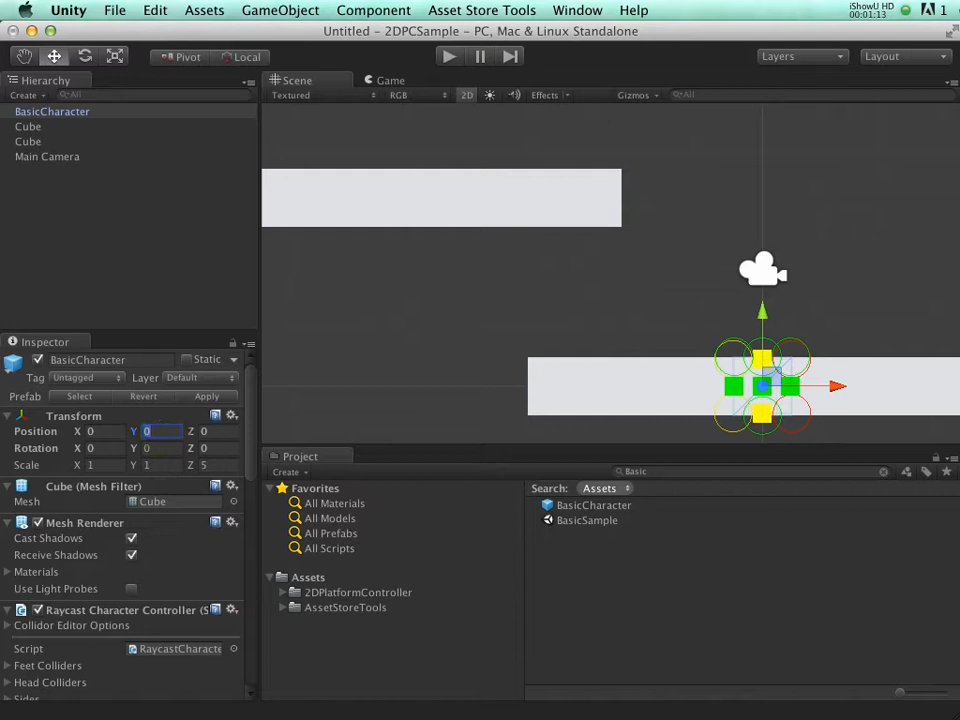 Unity File Edit Assets GameObject Component Asset Store Tools Window Help iShowU HD 00:01:13 1
Untitled - 2DPCSample - PC, Mac & Linux Standalone
Pivot Local Layers Layout
Hierarchy
Create All
BasicCharacter
Cube
Cube
Main Camera
Scene Game
Textured RGB 2D Effects Gizmos All
Inspector
BasicCharacter Static
Tag Untagged Layer Default
Prefab Select Revert Apply
Transform
Position X 0 Y 0 Z 0
Rotation X 0 Y 0 Z 0
Scale X 1 Y 1 Z 5
Cube (Mesh Filter)
Mesh Cube
Mesh Renderer
Cast Shadows
Receive Shadows
Materials
Use Light Probes
Raycast Character Controller (S
Collidor Editor Options
Script RaycastCharacte
Feet Colliders
Head Colliders
Sides
Project
Create Basic
Favorites
All Materials
All Models
All Prefabs
All Scripts
Assets
2DPlatformController
AssetStoreTools
Search: Assets
BasicCharacter
BasicSample